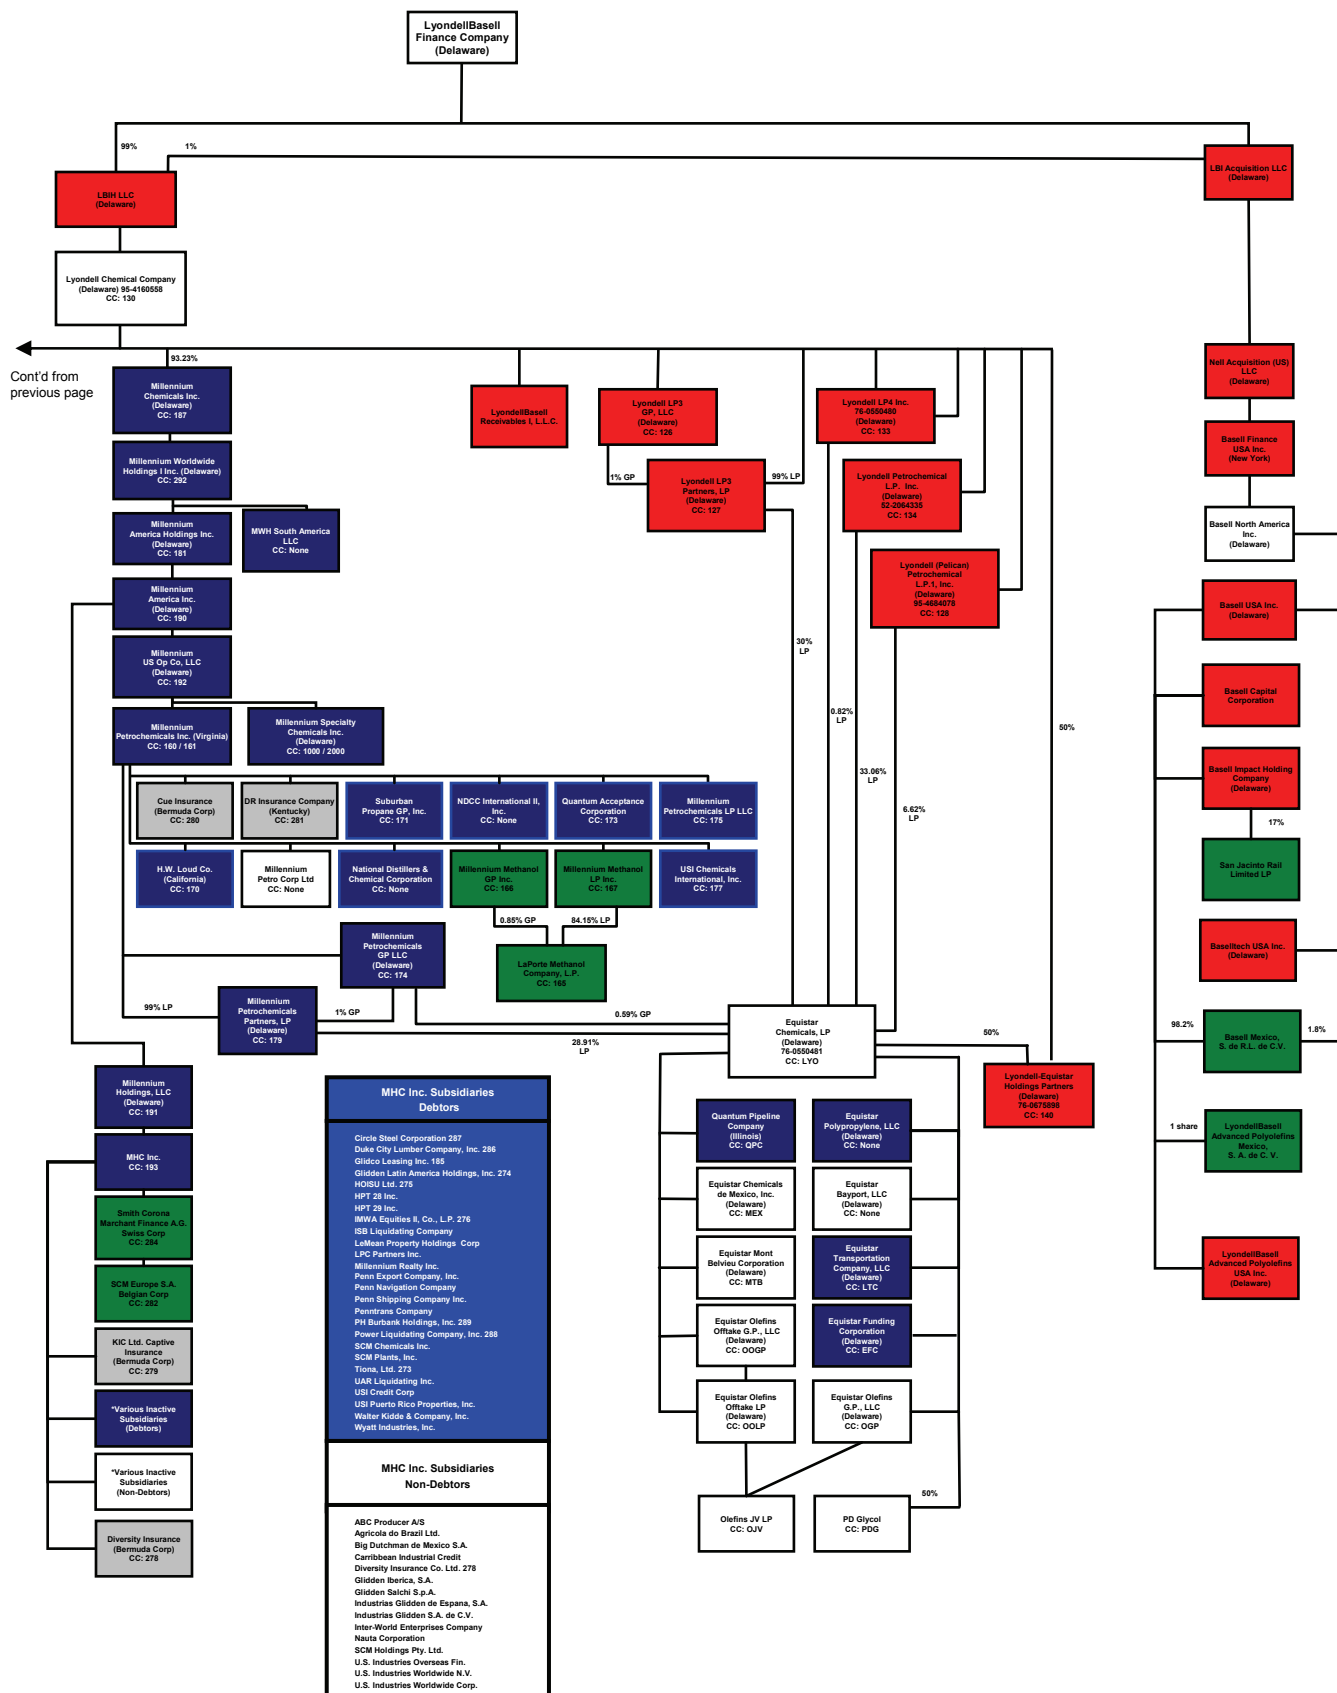 LyondellBasell
Finance Company
(Delaware)
99%
1%
LBIH LLC
(Delaware)
LBI Acquisition LLC
(Delaware)
Lyondell Chemical Company
(Delaware) 95-4160558
CC: 130
Cont'd from
previous page
93.23%
Millennium
Chemicals Inc.
(Delaware)
CC: 187
LyondellBasell
Receivables I, L.L.C.
Lyondell LP3
GP, LLC
(Delaware)
CC: 126
Lyondell LP4 Inc.
76-0550480
(Delaware)
CC: 133
Nell Acquisition (US)
LLC
(Delaware)
Millennium Worldwide
Holdings I Inc. (Delaware)
CC: 292
1% GP
Lyondell LP3
Partners, LP
(Delaware)
CC: 127
99% LP
Lyondell Petrochemical
L.P. Inc.
(Delaware)
52-2064335
CC: 134
Basell Finance
USA Inc.
(New York)
Millennium
America Holdings Inc.
(Delaware)
CC: 181
MWH South America
LLC
CC: None
Basell North America
Inc.
(Delaware)
Millennium
America Inc.
(Delaware)
CC: 190
Lyondell (Pelican)
Petrochemical
L.P.1, Inc.
(Delaware)
95-4684078
CC: 128
Basell USA Inc.
(Delaware)
Millennium
US Op Co, LLC
(Delaware)
CC: 192
30%
LP
Basell Capital
Corporation
Millennium
Petrochemicals Inc. (Virginia)
CC: 160 / 161
Millennium Specialty
Chemicals Inc.
(Delaware)
CC: 1000 / 2000
0.82%
LP
50%
33.06%
LP
6.62%
LP
Basell Impact Holding
Company
(Delaware)
17%
Cue Insurance
(Bermuda Corp)
CC: 280
DR Insurance Company
(Kentucky)
CC: 281
Suburban
Propane GP, Inc.
CC: 171
NDCC International II,
Inc.
CC: None
Quantum Acceptance
Corporation
CC: 173
Millennium
Petrochemicals LP LLC
CC: 175
H.W. Loud Co.
(California)
CC: 170
Millennium
Petro Corp Ltd
CC: None
National Distillers &
Chemical Corporation
CC: None
Millennium Methanol
GP Inc.
CC: 166
Millennium Methanol
LP Inc.
CC: 167
USI Chemicals
International, Inc.
CC: 177
San Jacinto Rail
Limited LP
0.85% GP
84.15% LP
Millennium
Petrochemicals
GP LLC
(Delaware)
CC: 174
LaPorte Methanol
Company, L.P.
CC: 165
Baselltech USA Inc.
(Delaware)
99% LP
Millennium
Petrochemicals
Partners, LP
(Delaware)
CC: 179
1% GP
0.59% GP
28.91%
LP
Equistar
Chemicals, LP
(Delaware)
76-0550481
CC: LYO
50%
98.2%
Basell Mexico,
S. de R.L. de C.V.
1.8%
Lyondell-Equistar
Holdings Partners
(Delaware)
76-0675898
CC: 140
Millennium
Holdings, LLC
(Delaware)
CC: 191
MHC Inc.
CC: 193
Smith Corona
Marchant Finance A.G.
Swiss Corp
CC: 284
SCM Europe S.A.
Belgian Corp
CC: 282
KIC Ltd. Captive
Insurance
(Bermuda Corp)
CC: 279
*Various Inactive
Subsidiaries
(Debtors)
*Various Inactive
Subsidiaries
(Non-Debtors)
Diversity Insurance
(Bermuda Corp)
CC: 278
MHC Inc. Subsidiaries
Debtors
Circle Steel Corporation 287
Duke City Lumber Company, Inc. 286
Glidco Leasing Inc. 185
Glidden Latin America Holdings, Inc. 274
HOISU Ltd. 275
HPT 28 Inc.
HPT 29 Inc.
IMWA Equities II, Co., L.P. 276
ISB Liquidating Company
LeMean Property Holdings Corp
LPC Partners Inc.
Millennium Realty Inc.
Penn Export Company, Inc.
Penn Navigation Company
Penn Shipping Company Inc.
Penntrans Company
PH Burbank Holdings, Inc. 289
Power Liquidating Company, Inc. 288
SCM Chemicals Inc.
SCM Plants, Inc.
Tiona, Ltd. 273
UAR Liquidating Inc.
USI Credit Corp
USI Puerto Rico Properties, Inc.
Walter Kidde & Company, Inc.
Wyatt Industries, Inc.
MHC Inc. Subsidiaries
Non-Debtors
ABC Producer A/S
Agricola do Brazil Ltd.
Big Dutchman de Mexico S.A.
Carribbean Industrial Credit
Diversity Insurance Co. Ltd. 278
Glidden Iberica, S.A.
Glidden Salchi S.p.A.
Industrias Glidden de Espana, S.A.
Industrias Glidden S.A. de C.V.
Inter-World Enterprises Company
Nauta Corporation
SCM Holdings Pty. Ltd.
U.S. Industries Overseas Fin.
U.S. Industries Worldwide N.V.
U.S. Industries Worldwide Corp.
Quantum Pipeline
Company
(Illinois)
CC: QPC
Equistar
Polypropylene, LLC
(Delaware)
CC: None
Equistar Chemicals
de Mexico, Inc.
(Delaware)
CC: MEX
Equistar
Bayport, LLC
(Delaware)
CC: None
Equistar Mont
Belvieu Corporation
(Delaware)
CC: MTB
Equistar
Transportation
Company, LLC
(Delaware)
CC: LTC
Equistar Olefins
Offtake G.P., LLC
(Delaware)
CC: OOGP
Equistar Funding
Corporation
(Delaware)
CC: EFC
Equistar Olefins
Offtake LP
(Delaware)
CC: OOLP
Equistar Olefins
G.P., LLC
(Delaware)
CC: OGP
50%
Olefins JV LP
CC: OJV
PD Glycol
CC: PDG
1 share
LyondellBasell
Advanced Polyolefins
Mexico,
S. A. de C. V.
LyondellBasell
Advanced Polyolefins
USA Inc.
(Delaware)